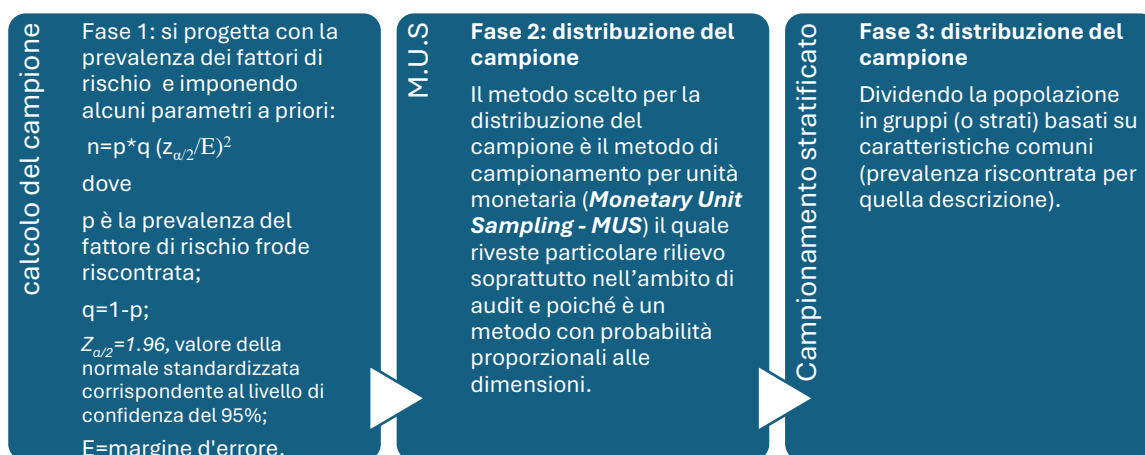 calcolo del campione
Fase 1: si progetta con la
prevalenza dei fattori di
rischio e imponendo
alcuni parametri a priori:
n=p*q (zα/2/E)²
dove
p è la prevalenza del
fattore di rischio frode
riscontrata;
q=1-p;
Zα/2=1.96, valore della
normale standardizzata
corrispondente al livello di
confidenza del 95%;
E=margine d'errore.
M.U.S
Fase 2: distribuzione del
campione
Il metodo scelto per la
distribuzione del
campione è il metodo di
campionamento per unità
monetaria (Monetary Unit
Sampling - MUS) il quale
riveste particolare rilievo
soprattutto nell'ambito di
audit e poiché è un
metodo con probabilità
proporzionali alle
dimensioni.
Campionamento stratificato
Fase 3: distribuzione del
campione
Dividendo la popolazione
in gruppi (o strati) basati su
caratteristiche comuni
(prevalenza riscontrata per
quella descrizione).